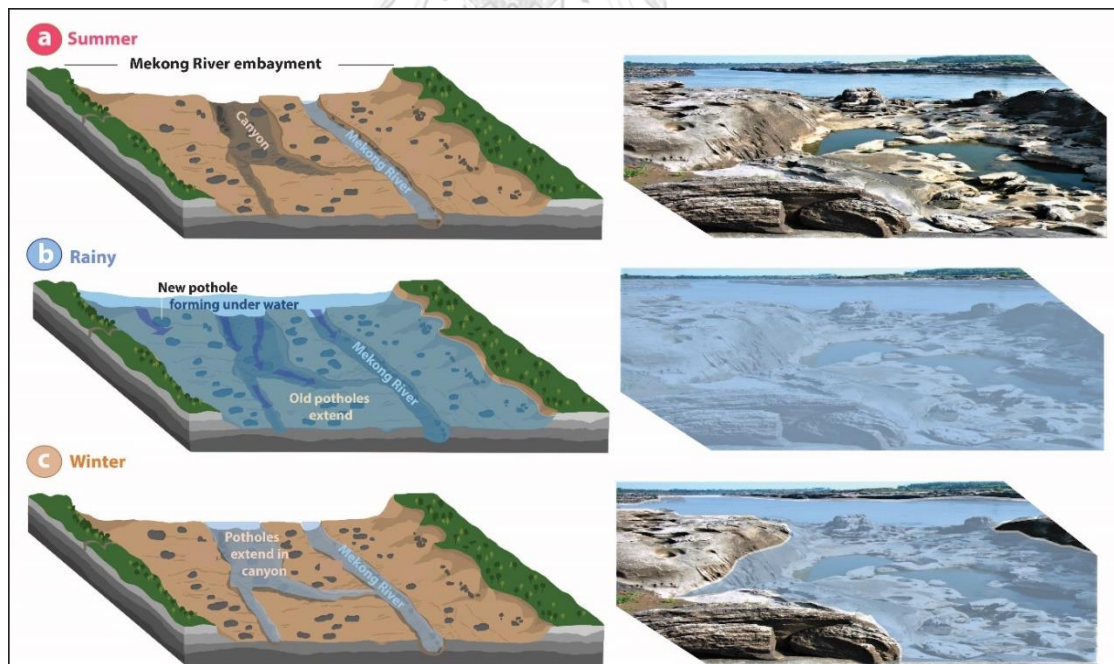 a Summer
Mekong River embayment
Canyon
Mekong River
b Rainy
New pothole
forming under water
Mekong River
Old potholes
extend
c Winter
Potholes
extend in
canyon
Mekong River